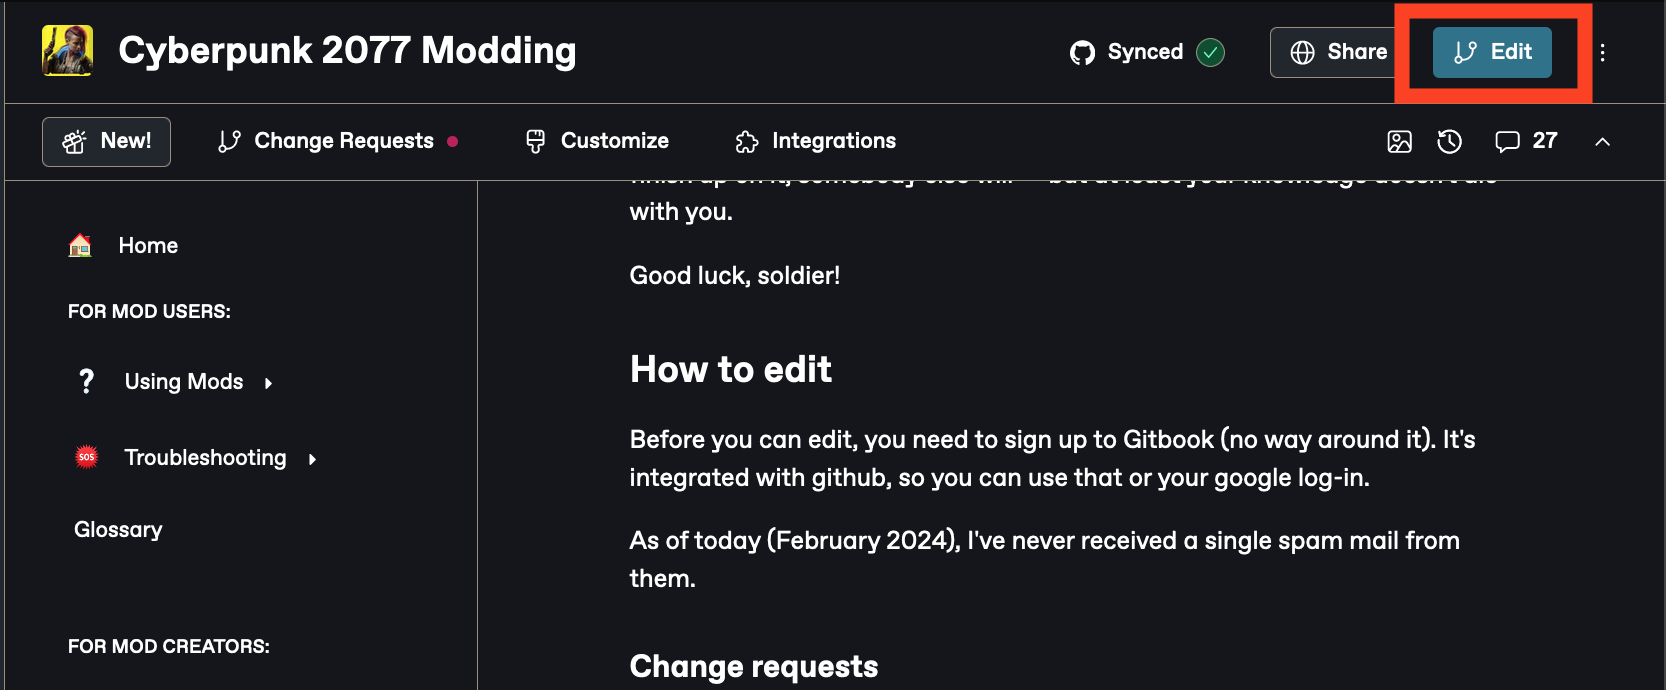 Cyberpunk 2077 Modding
Synced
Share
Edit
New!
Change Requests
Customize
Integrations
27
with you.
Good luck, soldier!
Home
FOR MOD USERS:
Using Mods
Troubleshooting
SOS
Glossary
FOR MOD CREATORS:
How to edit
Before you can edit, you need to sign up to Gitbook (no way around it). It's
integrated with github, so you can use that or your google log-in.
As of today (February 2024), I've never received a single spam mail from
them.
Change requests